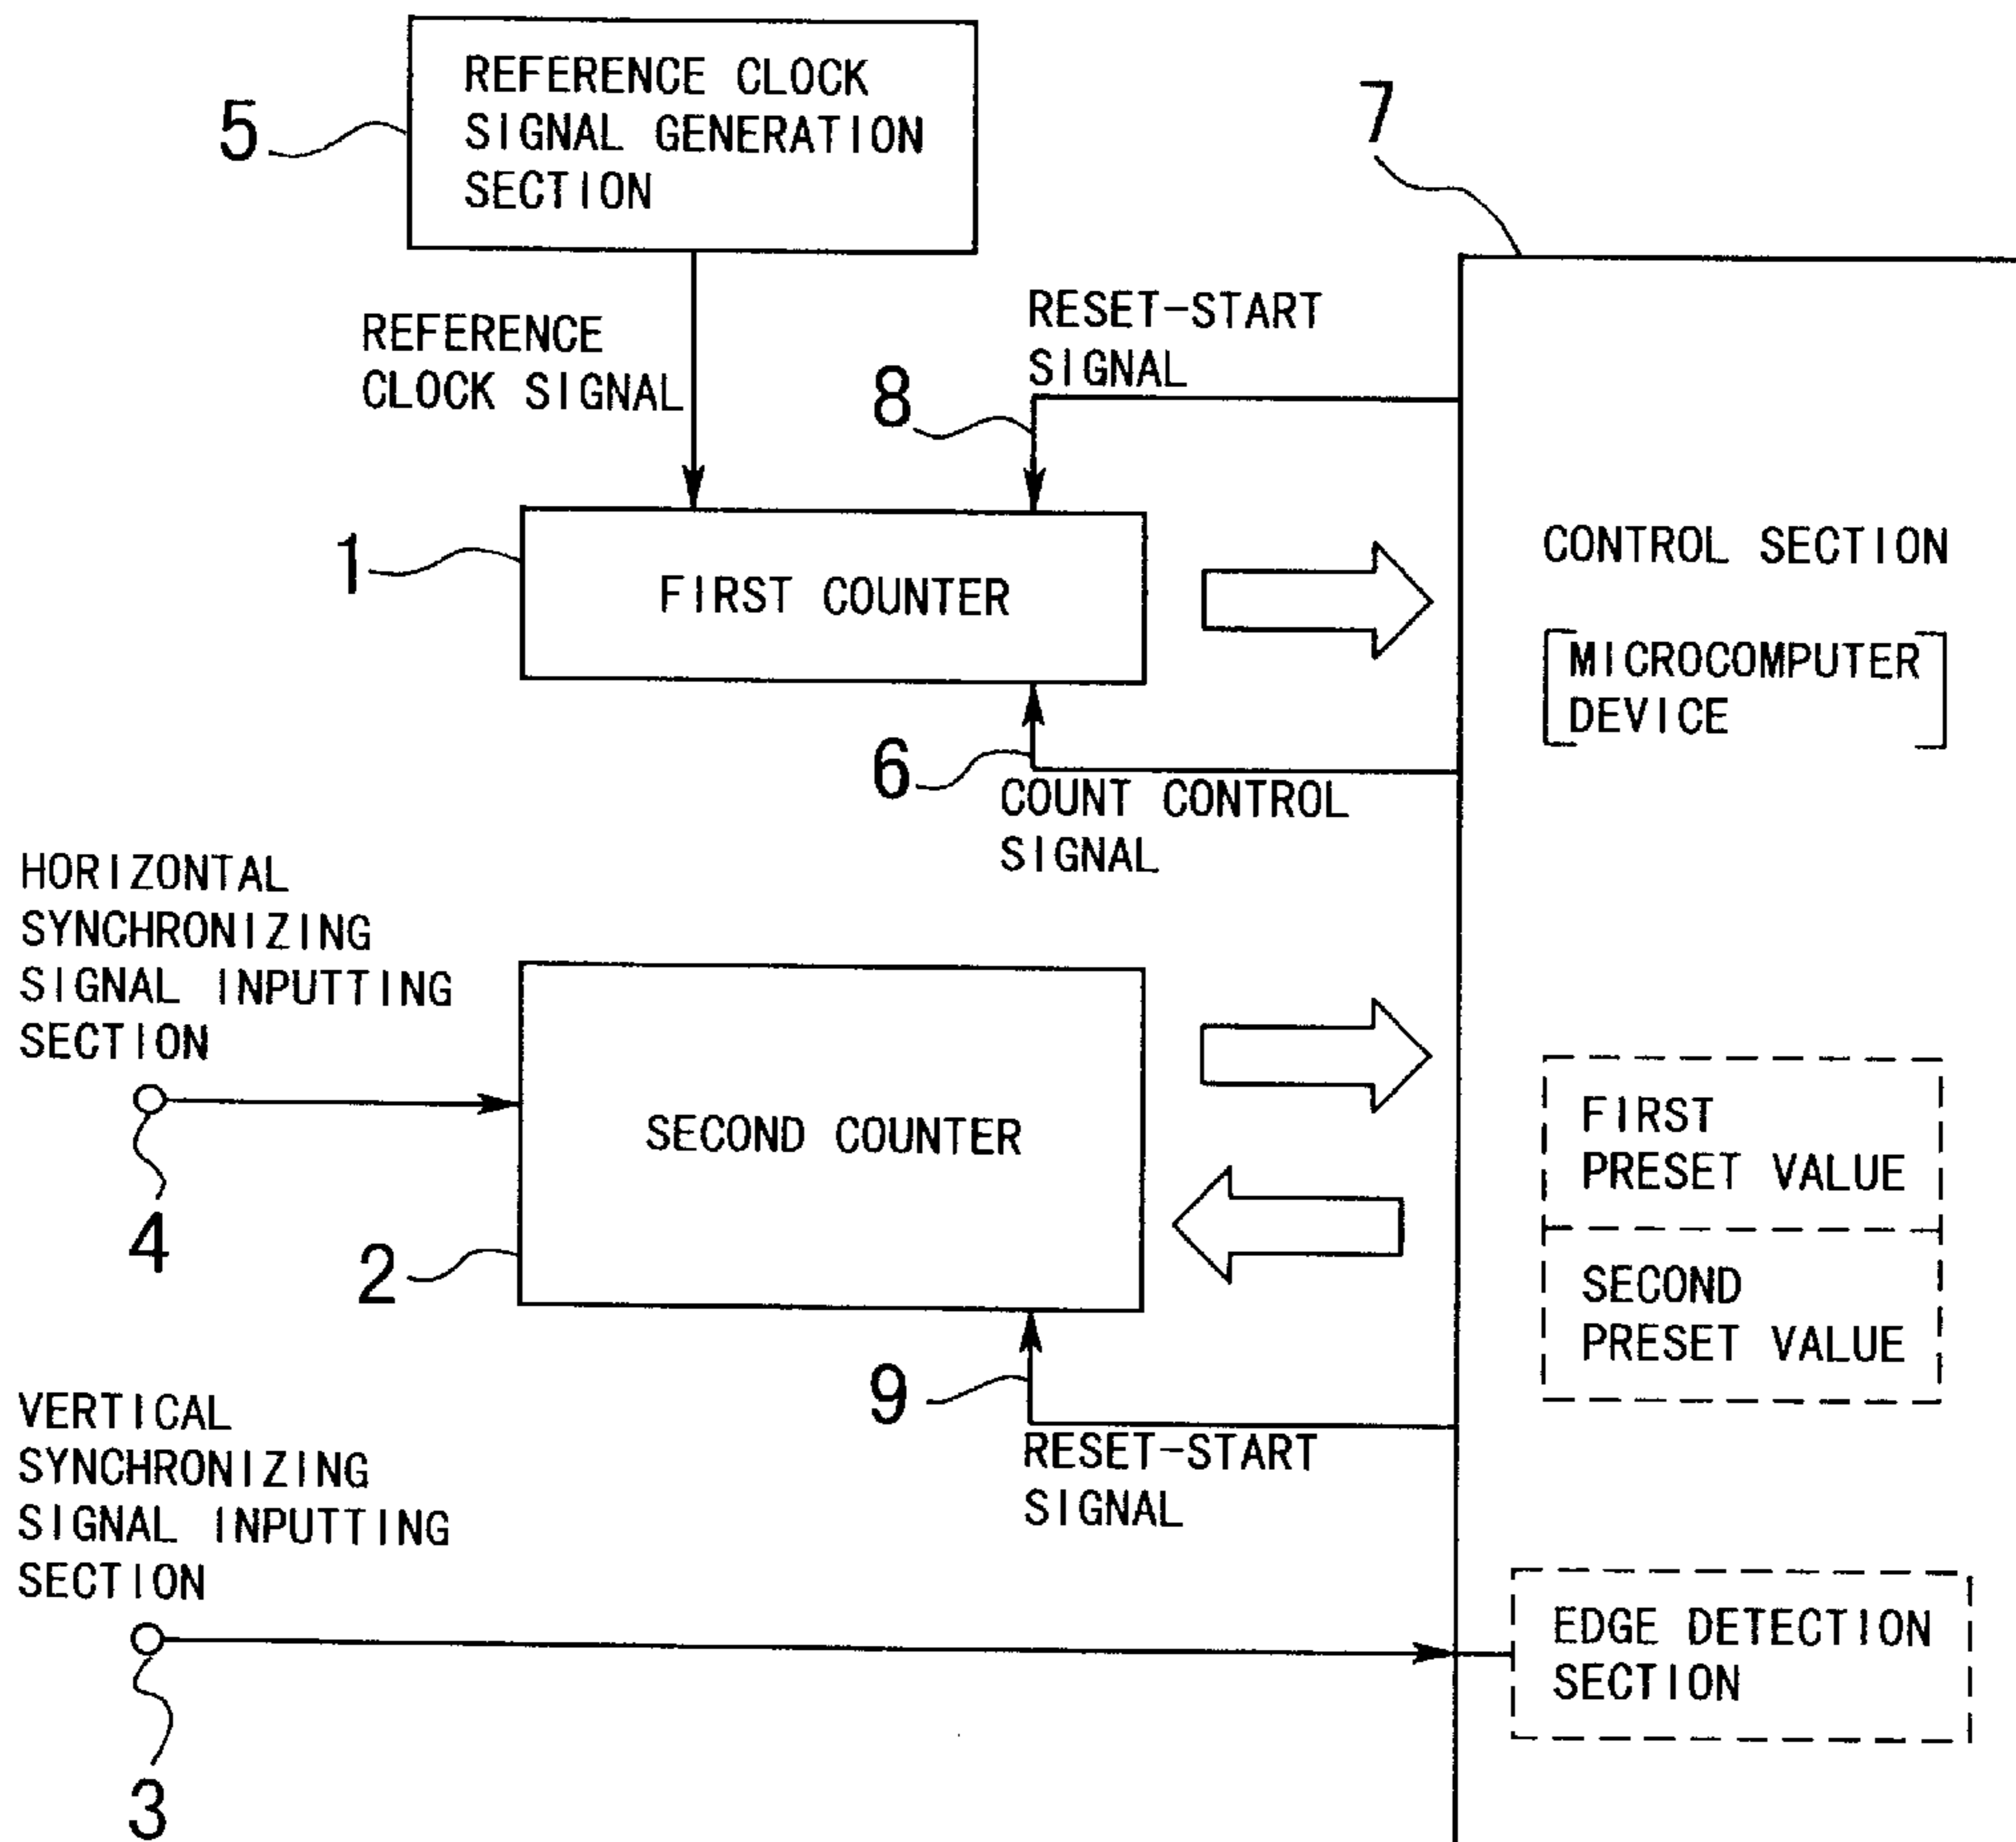 REFERENCE CLOCK
SIGNAL GENERATION
SECTION
5
7
REFERENCE
CLOCK SIGNAL
RESET-START
SIGNAL
8
1
FIRST COUNTER
CONTROL SECTION
MICROCOMPUTER
DEVICE
6
COUNT CONTROL
SIGNAL
HORIZONTAL
SYNCHRONIZING
SIGNAL INPUTTING
SECTION
4
SECOND COUNTER
2
FIRST
PRESET VALUE
SECOND
PRESET VALUE
9
RESET-START
SIGNAL
VERTICAL
SYNCHRONIZING
SIGNAL INPUTTING
SECTION
3
EDGE DETECTION
SECTION